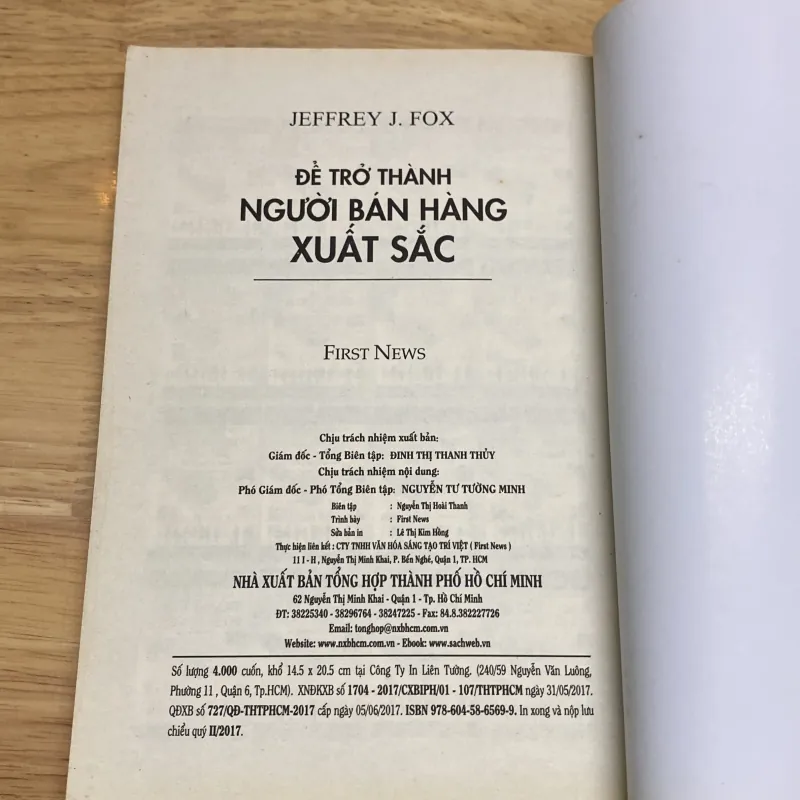 JEFFREY J. FOX
ĐỂ TRỞ THÀNH
NGƯỜI BÁN HÀNG
XUẤT SẮC
FIRST NEWS
Chịu trách nhiệm xuất bản:
Giám đốc - Tổng Biên tập: ĐINH THỊ THANH THỦY
Chịu trách nhiệm nội dung:
Phó Giám đốc - Phó Tổng Biên tập: NGUYỄN TƯ TƯỜNG MINH
Biên tập : Nguyễn Thị Hoài Thanh
Trình bày : First News
Sửa bản in : Lê Thị Kim Hồng
Thực hiện liên kết : CTY TNHH VĂN HÓA SÁNG TẠO TRÍ VIỆT ( First News )
11 I - H , Nguyễn Thị Minh Khai, P. Bến Nghé, Quận 1, TP. HCM
NHÀ XUẤT BẢN TỔNG HỢP THÀNH PHỐ HỒ CHÍ MINH
62 Nguyễn Thị Minh Khai - Quận 1 - Tp. Hồ Chí Minh
ĐT: 38225340 - 38296764 - 38247225 - Fax: 84.8.382227726
Email: tonghop@nxbhcm.com.vn
Website: www.nxbhcm.com.vn - Ebook: www.sachweb.vn
Số lượng 4.000 cuốn, khổ 14.5 x 20.5 cm tại Công Ty In Liên Tường. (240/59 Nguyễn Văn Luông,
Phường 11 , Quận 6, Tp.HCM). XNĐKXB số 1704 - 2017/CXBIPH/01 - 107/THTPHCM ngày 31/05/2017.
QĐXB số 727/QĐ-THTPHCM-2017 cấp ngày 05/06/2017. ISBN 978-604-58-6569-9. In xong và nộp lưu
chiểu quý II/2017.